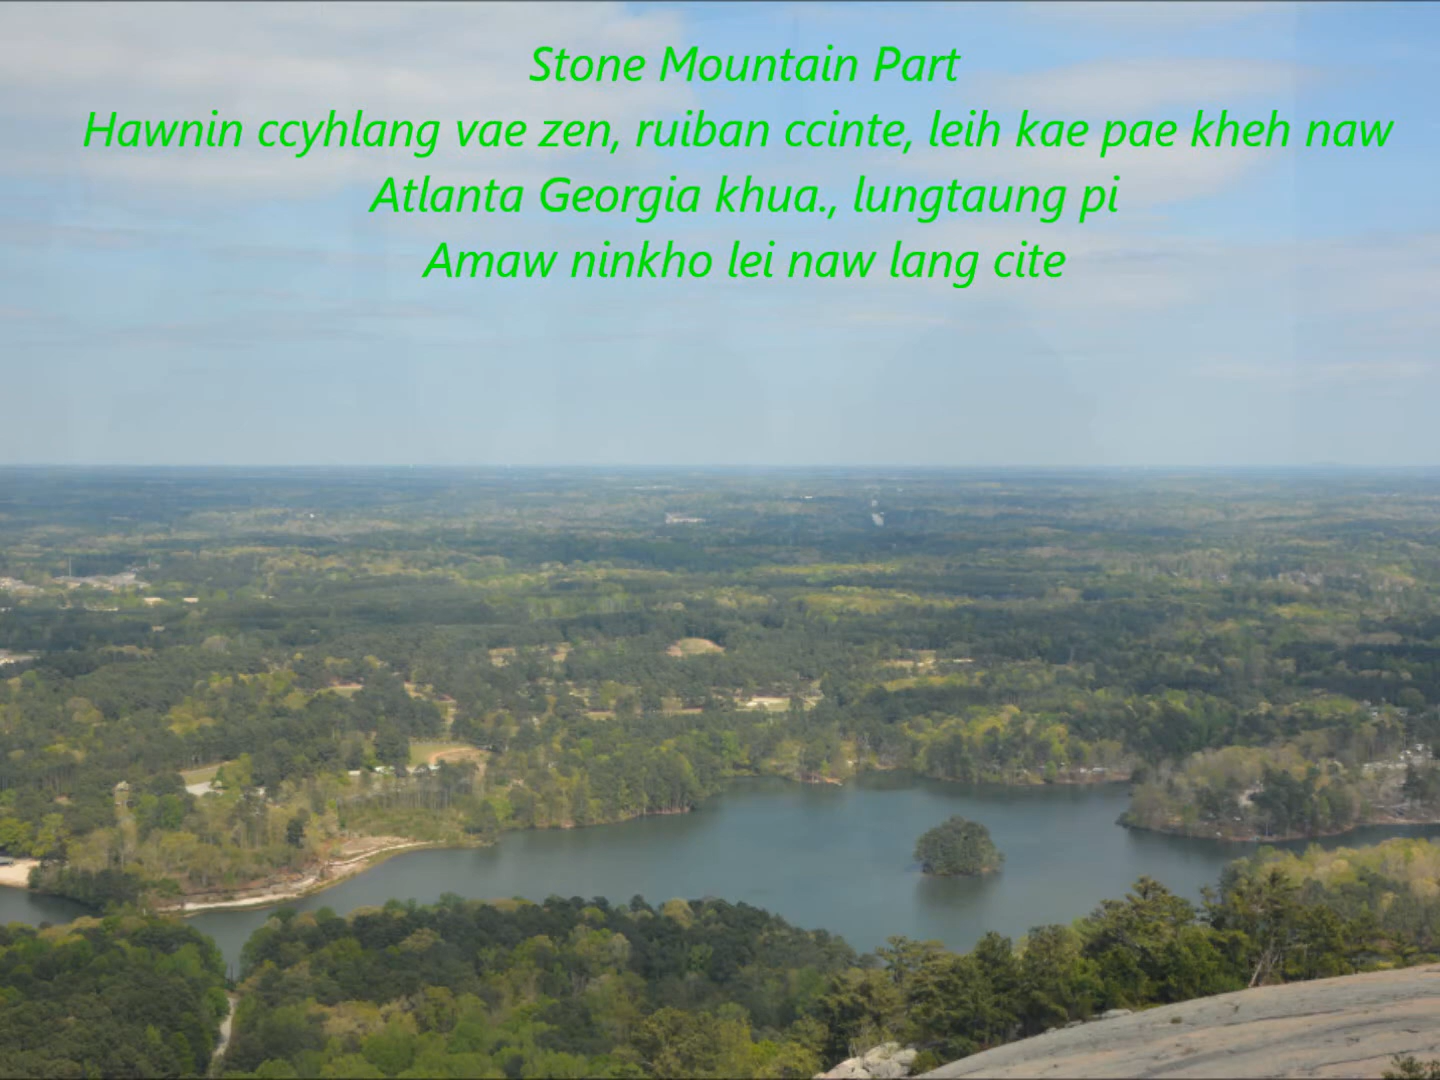 Stone Mountain Part
Hawnin ccyhlang vae zen, ruiban ccinte, leih kae pae kheh naw
Atlanta Georgia khua., lungtaung pi
Amaw ninkho lei naw lang cite